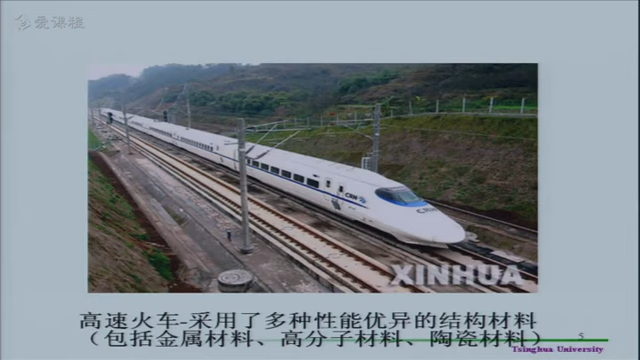 爱课程
CRH
XINHUA
高速火车-采用了多种性能优异的结构材料
（包括金属材料、高分子材料、陶瓷材料）
5
Tsinghua University